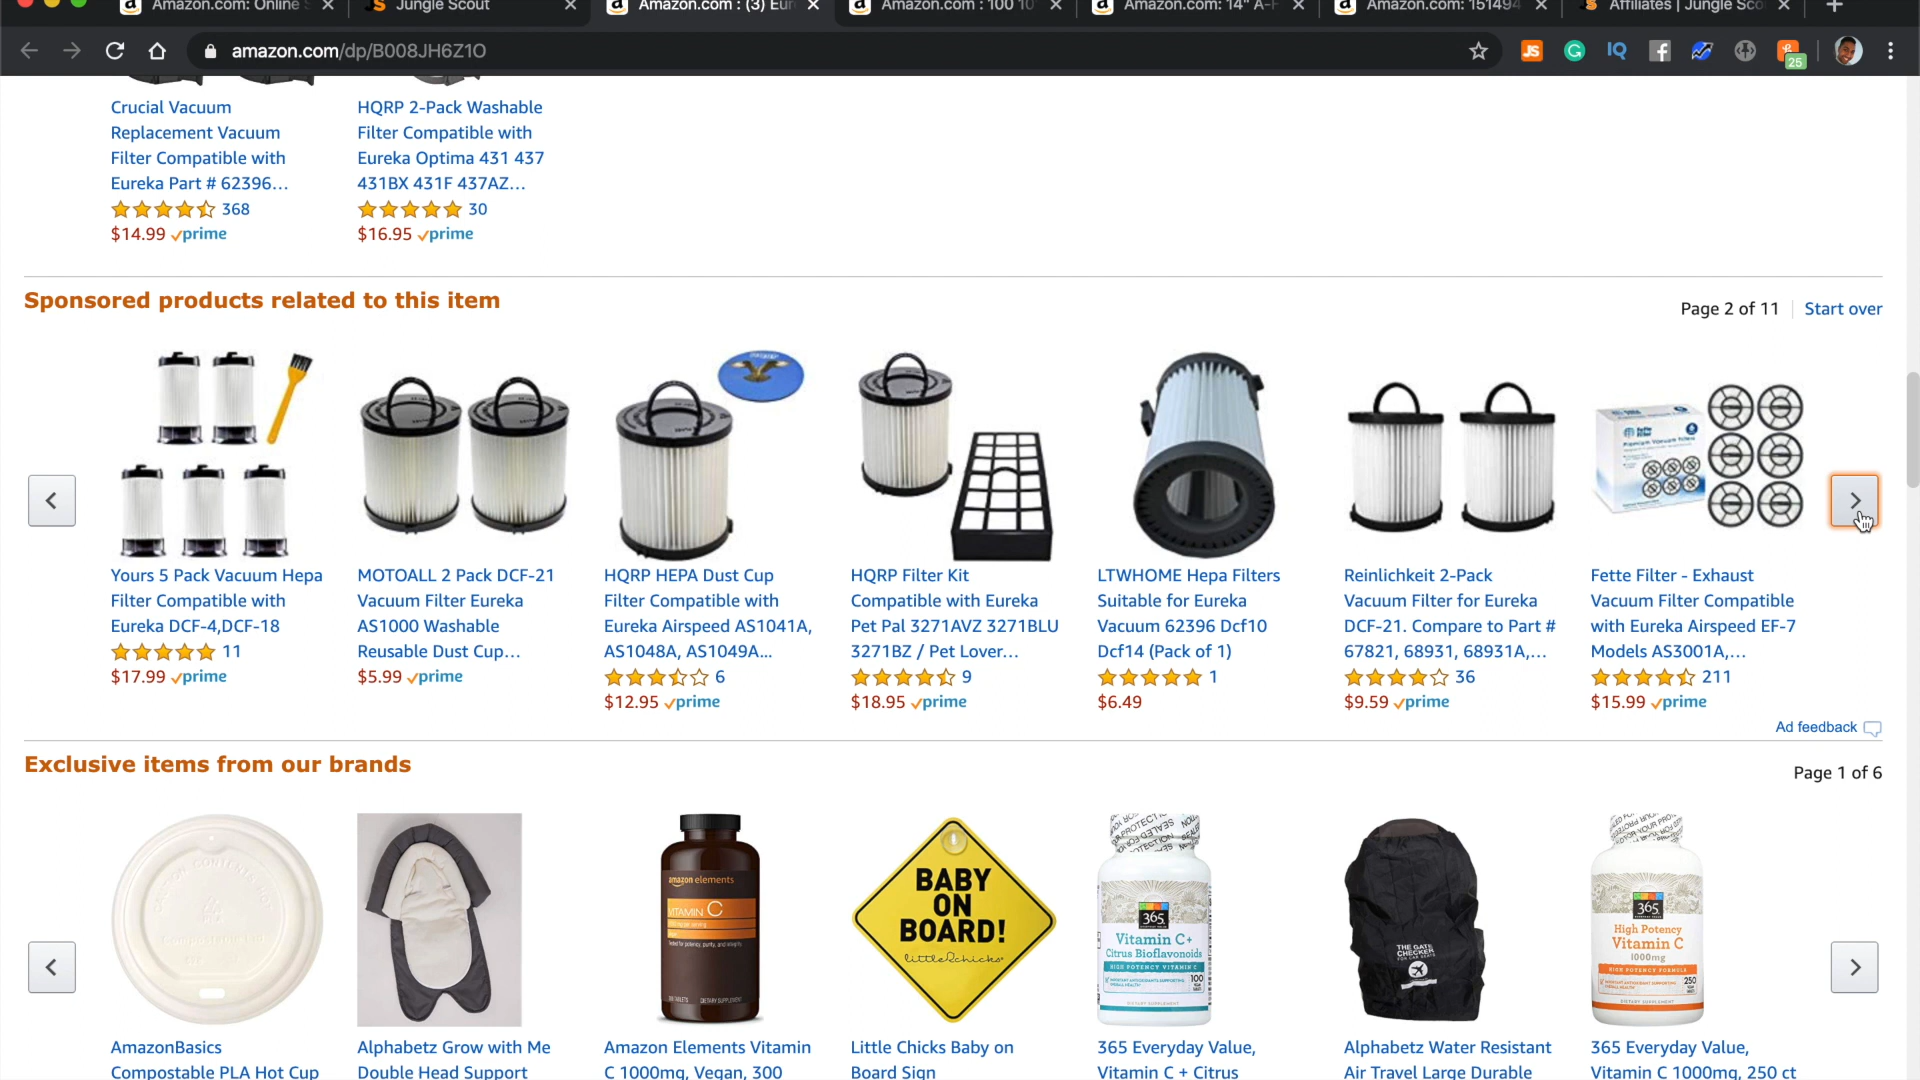 Amazon.com: Online S
Jungle Scout
Amazon.com : (3) Eur
Amazon.com : 100 10
Amazon.com: 14" A-F
Amazon.com: 151494
Affiliates | Jungle Sco
amazon.com/dp/B008JH6Z1O
JS
G
IQ
25
Crucial Vacuum
Replacement Vacuum
Filter Compatible with
Eureka Part # 62396...
368
$14.99 prime
HQRP 2-Pack Washable
Filter Compatible with
Eureka Optima 431 437
431BX 431F 437AZ...
30
$16.95 prime
Sponsored products related to this item
Page 2 of 11
Start over
Yours 5 Pack Vacuum Hepa
Filter Compatible with
Eureka DCF-4,DCF-18
11
$17.99 prime
MOTOALL 2 Pack DCF-21
Vacuum Filter Eureka
AS1000 Washable
Reusable Dust Cup...
$5.99 prime
HQRP HEPA Dust Cup
Filter Compatible with
Eureka Airspeed AS1041A,
AS1048A, AS1049A...
6
$12.95 prime
HQRP Filter Kit
Compatible with Eureka
Pet Pal 3271AVZ 3271BLU
3271BZ / Pet Lover...
9
$18.95 prime
LTWHOME Hepa Filters
Suitable for Eureka
Vacuum 62396 Dcf10
Dcf14 (Pack of 1)
1
$6.49
Reinlichkeit 2-Pack
Vacuum Filter for Eureka
DCF-21. Compare to Part #
67821, 68931, 68931A,...
36
$9.59 prime
Fette Filter - Exhaust
Vacuum Filter Compatible
with Eureka Airspeed EF-7
Models AS3001A,...
211
$15.99 prime
Ad feedback
Exclusive items from our brands
Page 1 of 6
amazon elements
VITAMIN C
BABY
ON
BOARD!
little chicks
365
Vitamin C+
Citrus Bioflavonoids
HIGH POTENCY VITAMIN C
100
THE GATE
CHECKER
365
High Potency
Vitamin C
1000mg
HIGH POTENCY FORMULA
250
AmazonBasics
Compostable PLA Hot Cup
Alphabetz Grow with Me
Double Head Support
Amazon Elements Vitamin
C 1000mg, Vegan, 300
Little Chicks Baby on
Board Sign
365 Everyday Value,
Vitamin C + Citrus
Alphabetz Water Resistant
Air Travel Large Durable
365 Everyday Value,
Vitamin C 1000mg, 250 ct